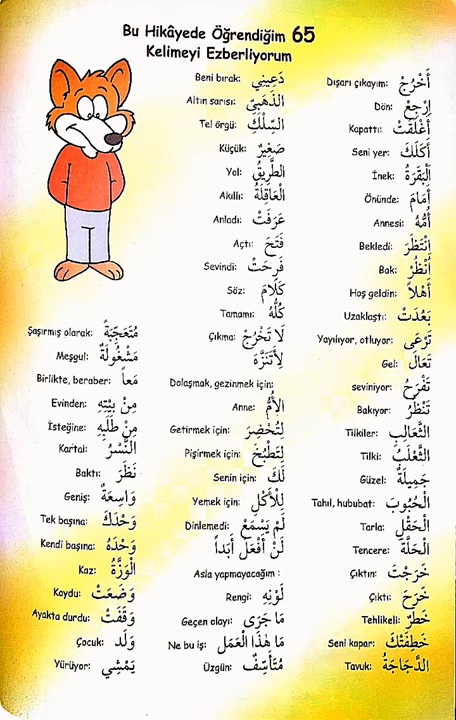 Bu Hikâyede Öğrendiğim 65
Kelimeyi Ezberliyorum
Dışarı çıkayım: أَخْرُجْ
Dön: اِرْجِعْ
Kapattı: أَغْلَقَتْ
Seni yer: أَكَلَكَ
İnek: اَلْبَقَرَةُ
Önünde: أَمَامَ
Annesi: أُمُّهُ
Bekledi: اِنْتَظَرَ
Bak: اُنْظُرْ
Hoş geldin: أَهْلاً
Uzaklaştı: بَعُدَتْ
Yayılıyor, otluyor: تَرْعَى
Gel: تَعَالَ
seviniyor: تَفْرَحُ
Bakıyor: تَنْظُرُ
Tilkiler: الثَّعَالِبُ
Tilki: الثَّعْلَبُ
Güzel: جَمِيلَةٌ
Tahıl, hububat: الْحُبُوبَ
Tarla: الْحَقْلِ
Tencere: الْحَلَّةَ
Çıktın: خَرَجْتَ
Çıktı: خَرَجَ
Tehlikeli: خَطَرٌ
Seni kapar: خَطِفَتْكَ
Tavuk: الدَّجَاجَةُ
Beni bırak: دَعِينِي
Altın sarısı: الذَّهَبِيّ
Tel örgü: السِّلْكِ
Küçük: صَغِيرٌ
Yol: الطَّرِيقُ
Akıllı: الْعَاقِلَةُ
Anladı: عَرَفَتْ
Açtı: فَتَحَ
Sevindi: فَرِحَتْ
Söz: كَلَامَ
Tamamı: كُلُّهُ
Çıkma: لَا تَخْرُجْ
لِأَتَنَزَّهَ
Dolaşmak, gezinmek için:
Anne: الأُمُّ
Getirmek için: لِتُحْضِرَ
Pişirmek için: لِتَطْبُخَ
Senin için: لَكَ
Yemek için: لِلْأَكْلِ
Dinlemedi: لَمْ يَسْمَعْ
لَنْ أَفْعَلَ أَبَداً
Asla yapmayacağım :
Rengi: لَوْنِهِ
Geçen olayı: مَا جَرَى
Ne bu iş: مَا هٰذَا الْعَمَل
Üzgün: مُتَأَسِّفٌ
Şaşırmış olarak: مُتَعَجِّبَةً
Meşgul: مَشْغُولَةٌ
Birlikte, beraber: مَعاً
Evinden: مِنْ بَيْتِهِ
İsteğine: مِنْ طَلَبِهِ
Kartal: النَّسْرُ
Baktı: نَظَرَ
Geniş: وَاسِعَةٌ
Tek başına: وَحْدَكَ
Kendi başına: وَحْدَهُ
Kaz: الْوَزَّةُ
Koydu: وَضَعَتْ
Ayakta durdu: وَقَفَتْ
Çocuk: وَلَد
Yürüyor: يَمْشِي